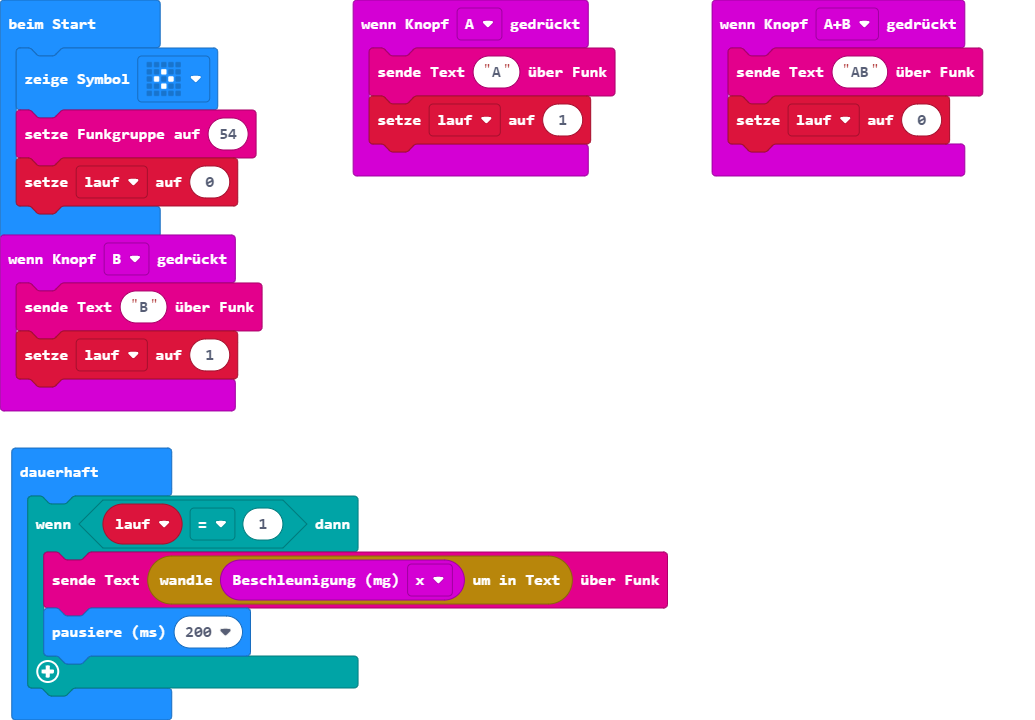 beim Start
zeige Symbol
setze Funkgruppe auf 54
setze lauf auf 0
wenn Knopf A gedrückt
sende Text "A" über Funk
setze lauf auf 1
wenn Knopf A+B gedrückt
sende Text "AB" über Funk
setze lauf auf 0
wenn Knopf B gedrückt
sende Text "B" über Funk
setze lauf auf 1
dauerhaft
wenn lauf = 1 dann
sende Text wandle Beschleunigung (mg) x um in Text über Funk
pausiere (ms) 200